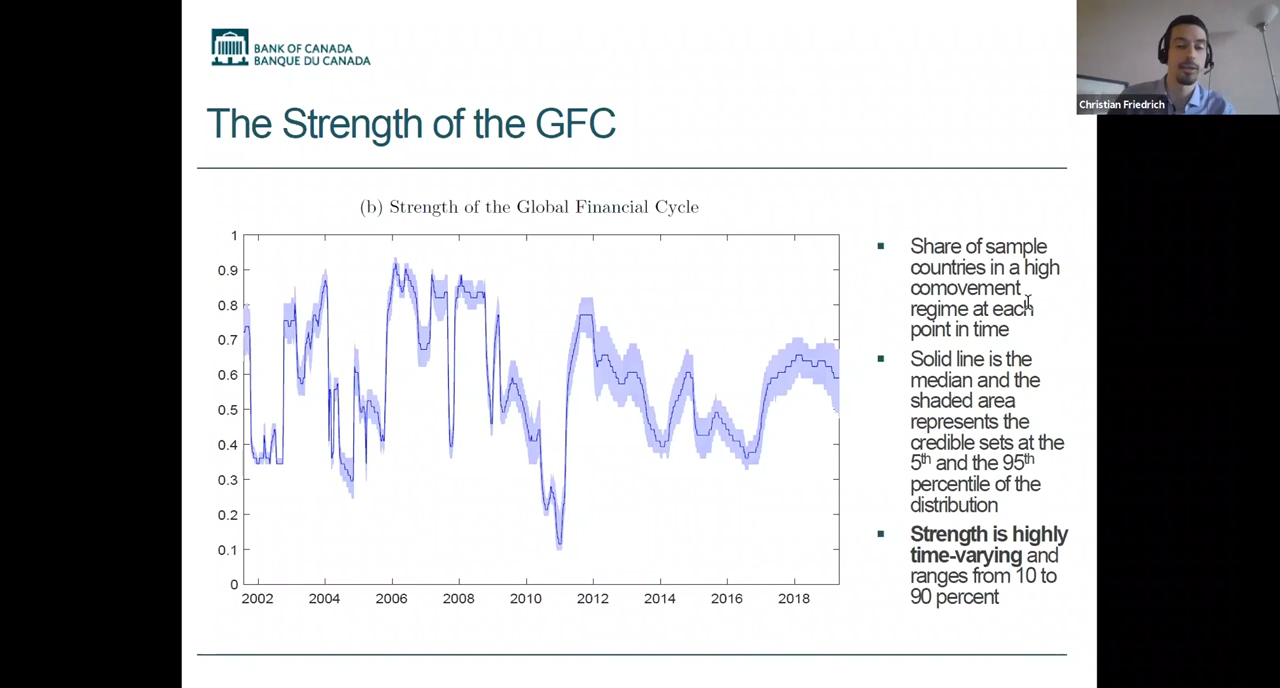 BANK OF CANADA
BANQUE DU CANADA
Christian Friedrich
The Strength of the GFC
(b) Strength of the Global Financial Cycle
1
0.9
0.8
0.7
0.6
0.5
0.4
0.3
0.2
0.1
0
2002 2004 2006 2008 2010 2012 2014 2016 2018
Share of sample
countries in a high
comovement
regime at each
point in time
Solid line is the
median and the
shaded area
represents the
credible sets at the
5th and the 95th
percentile of the
distribution
Strength is highly
time-varying and
ranges from 10 to
90 percent